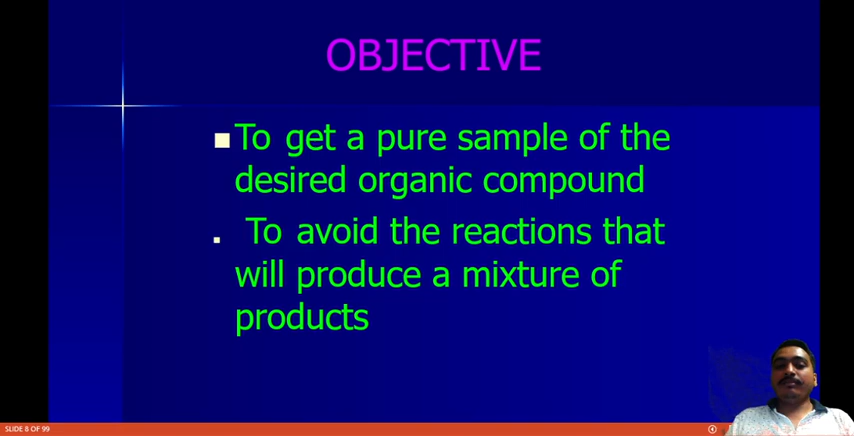 OBJECTIVE
To get a pure sample of the
desired organic compound
To avoid the reactions that
will produce a mixture of
products
SLIDE 8 OF 99